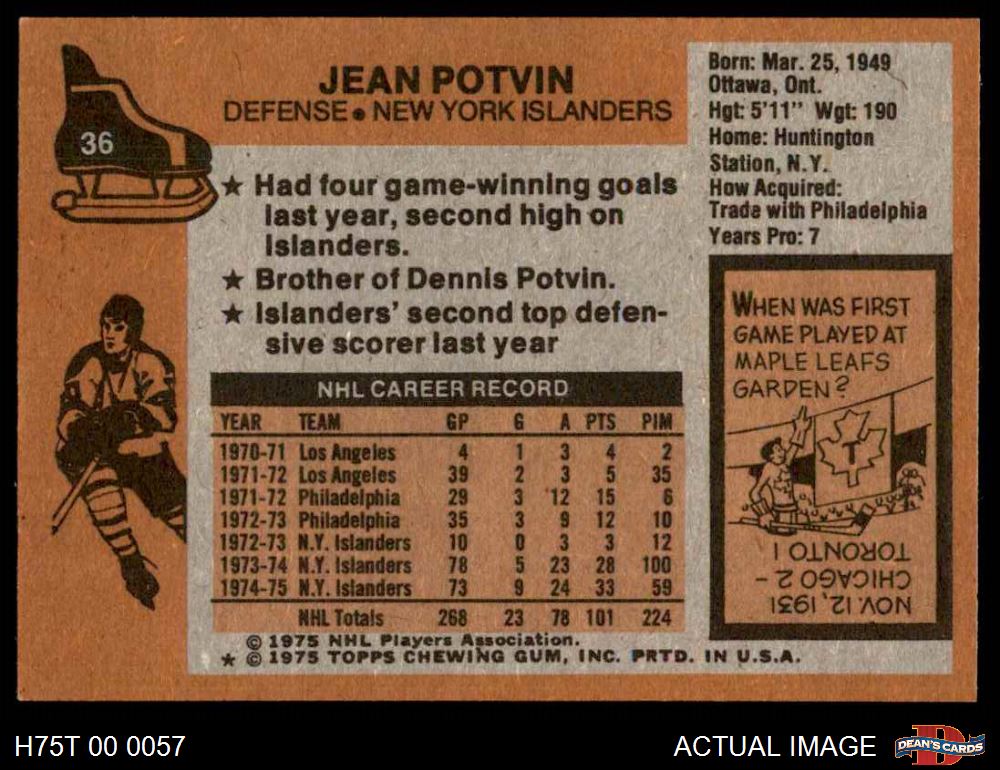 36
JEAN POTVIN
DEFENSE • NEW YORK ISLANDERS
★ Had four game-winning goals
last year, second high on
Islanders.
★ Brother of Dennis Potvin.
★ Islanders' second top defen-
sive scorer last year
NHL CAREER RECORD
YEAR TEAM GP G A PTS PIM
1970-71 Los Angeles 4 1 3 4 2
1971-72 Los Angeles 39 2 3 5 35
1971-72 Philadelphia 29 3 12 15 6
1972-73 Philadelphia 35 3 9 12 10
1972-73 N.Y. Islanders 10 0 3 3 12
1973-74 N.Y. Islanders 78 5 23 28 100
1974-75 N.Y. Islanders 73 9 24 33 59
NHL Totals 268 23 78 101 224
© 1975 NHL Players Association.
★ © 1975 TOPPS CHEWING GUM, INC. PRTD. IN U.S.A.
Born: Mar. 25, 1949
Ottawa, Ont.
Hgt: 5'11" Wgt: 190
Home: Huntington
Station, N.Y.
How Acquired:
Trade with Philadelphia
Years Pro: 7
WHEN WAS FIRST
GAME PLAYED AT
MAPLE LEAFS
GARDEN?
T
NOV. 12, 1931
CHICAGO 2 -
TORONTO 1
H75T 00 0057
ACTUAL IMAGE
D
DEAN'S CARDS